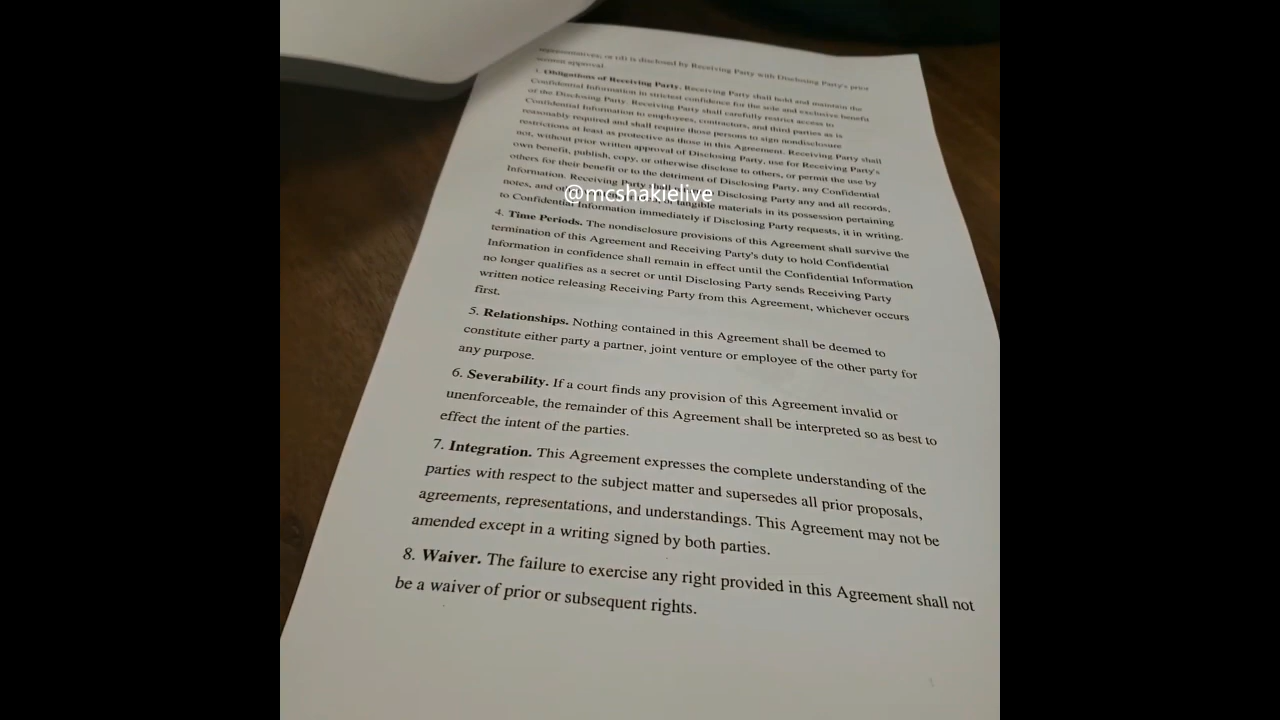 representatives; or (d) is disclosed by Receiving Party with Disclosing Party's prior
written approval.
3. Obligations of Receiving Party. Receiving Party shall hold and maintain the
Confidential Information in strictest confidence for the sole and exclusive benefit
of the Disclosing Party. Receiving Party shall carefully restrict access to
Confidential Information to employees, contractors, and third parties as is
reasonably required and shall require those persons to sign nondisclosure
restrictions at least as protective as those in this Agreement. Receiving Party shall
not, without prior written approval of Disclosing Party, use for Receiving Party's
own benefit, publish, copy, or otherwise disclose to others, or permit the use by
others for their benefit or to the detriment of Disclosing Party, any Confidential
Information. Receiving Party shall Disclosing Party any and all records,
@mcshakielive
notes, and or tangible materials in its possession pertaining
to Confidential Information immediately if Disclosing Party requests, it in writing.
4. Time Periods. The nondisclosure provisions of this Agreement shall survive the
termination of this Agreement and Receiving Party's duty to hold Confidential
Information in confidence shall remain in effect until the Confidential Information
no longer qualifies as a secret or until Disclosing Party sends Receiving Party
written notice releasing Receiving Party from this Agreement, whichever occurs
first.
5. Relationships. Nothing contained in this Agreement shall be deemed to
constitute either party a partner, joint venture or employee of the other party for
any purpose.
6. Severability. If a court finds any provision of this Agreement invalid or
unenforceable, the remainder of this Agreement shall be interpreted so as best to
effect the intent of the parties.
7. Integration. This Agreement expresses the complete understanding of the
parties with respect to the subject matter and supersedes all prior proposals,
agreements, representations, and understandings. This Agreement may not be
amended except in a writing signed by both parties.
8. Waiver. The failure to exercise any right provided in this Agreement shall not
be a waiver of prior or subsequent rights.